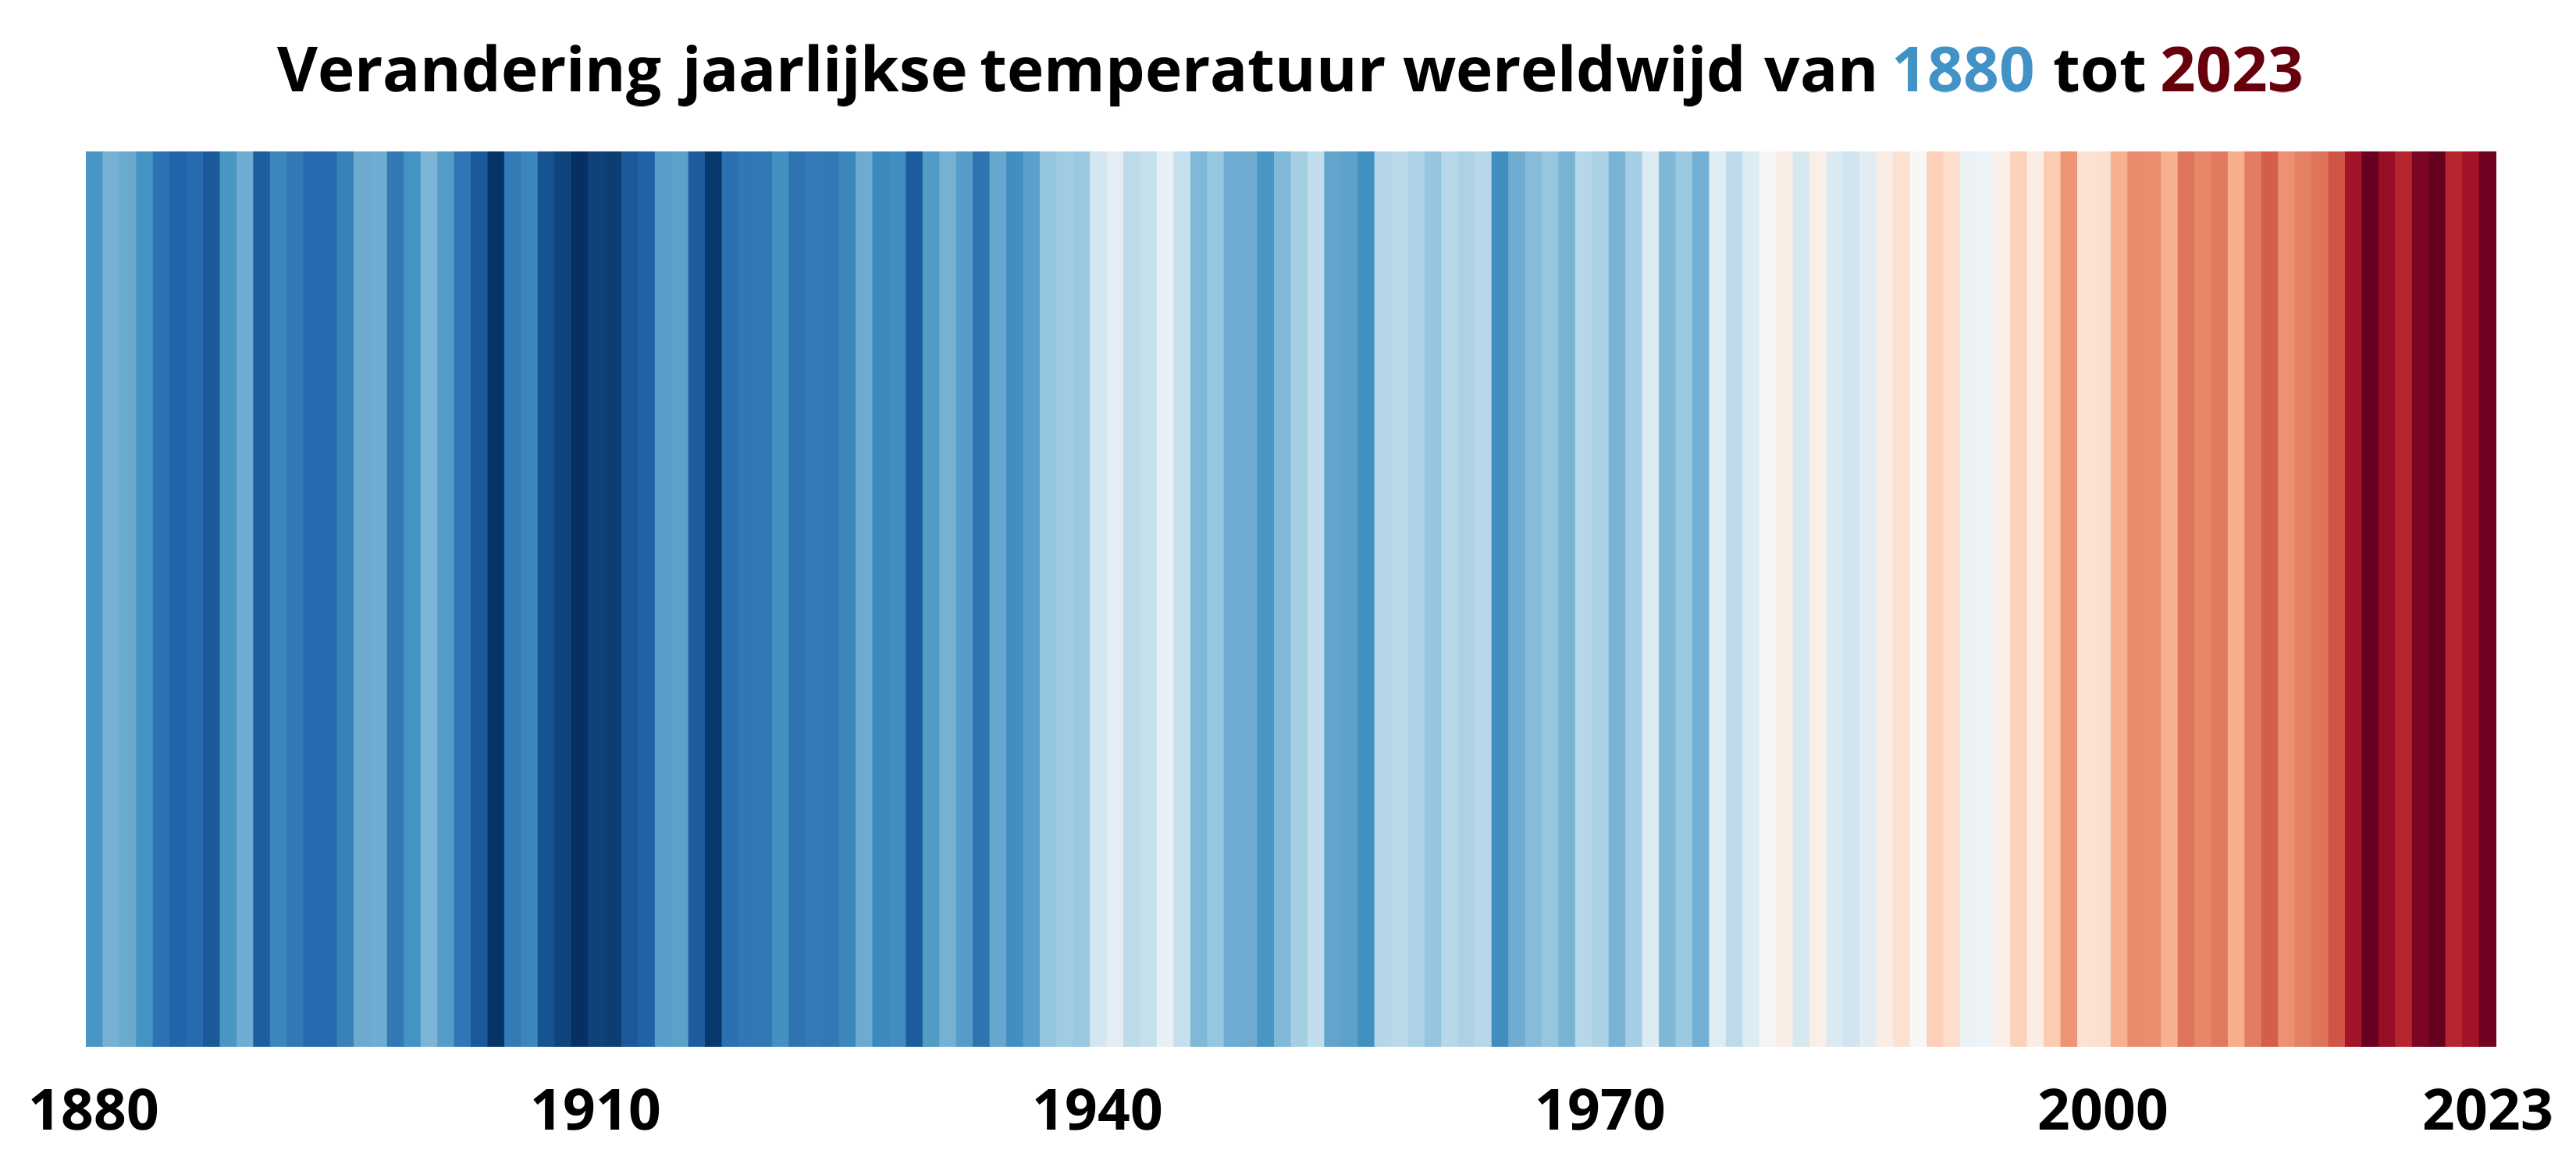 Verandering jaarlijkse temperatuur wereldwijd van 1880 tot 2023
1880 1910 1940 1970 2000 2023